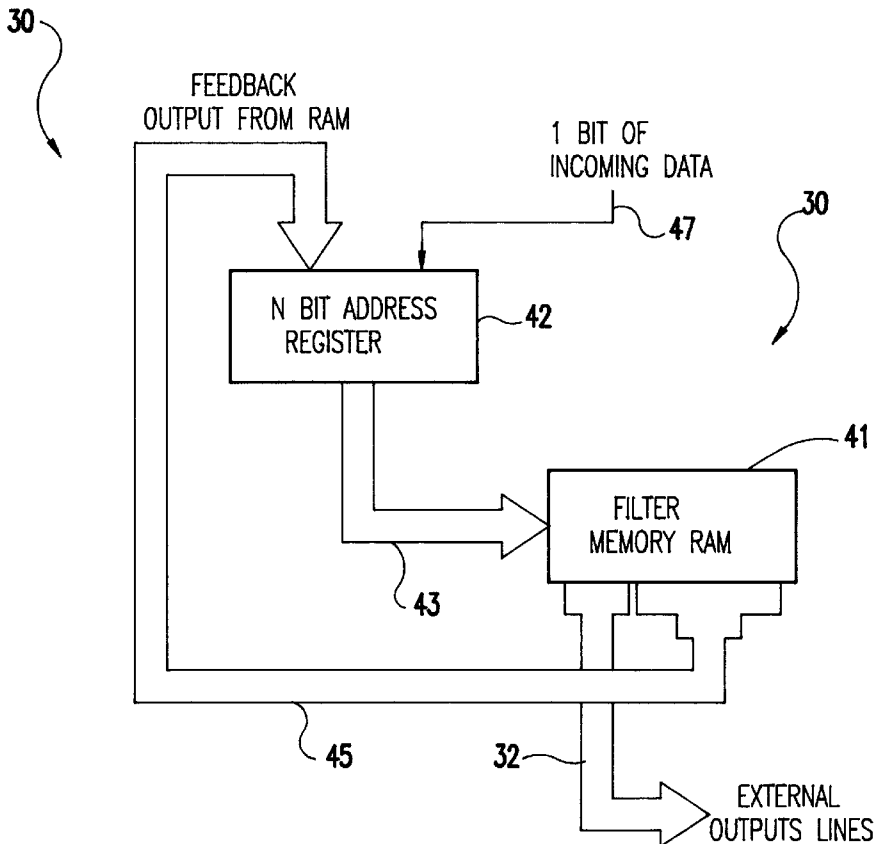 30
FEEDBACK
OUTPUT FROM RAM
1 BIT OF
INCOMING DATA
47
30
N BIT ADDRESS
REGISTER
42
41
FILTER
MEMORY RAM
43
45
32
EXTERNAL
OUTPUTS LINES